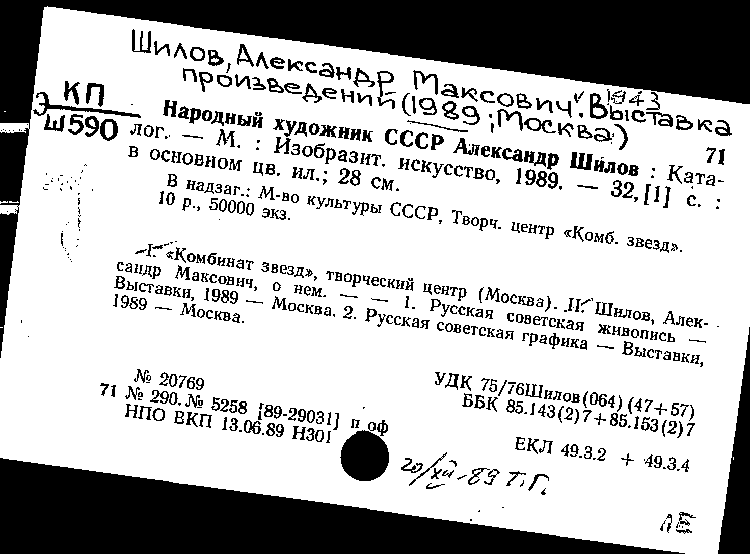 Шилов, Александр Максович. Выставка
1943
произведений (1989; Москва)
Э КП
Ш590
71
Народный художник СССР Александр Шилов : Ката-
лог. — М. : Изобразит. искусство, 1989. — 32,[1] с. :
в основном цв. ил.; 28 см.
В надзаг.: М-во культуры СССР, Творч. центр «Комб. звезд».
10 р., 50000 экз.
I. «Комбинат звезд», творческий центр (Москва). II. Шилов, Алек-
сандр Максович, о нем. — — 1. Русская советская живопись —
Выставки, 1989 — Москва. 2. Русская советская графика — Выставки,
1989 — Москва.
№ 20769
71 № 290. № 5258 [89-29031] п оф
НПО ВКП 13.06.89 Н301
УДК 75/76Шилов(064)(47+57)
ББК 85.143(2)7+85.153(2)7
ЕКЛ 49.3.2 + 49.3.4
20/XII-89 Т.Г.
ЛЕ